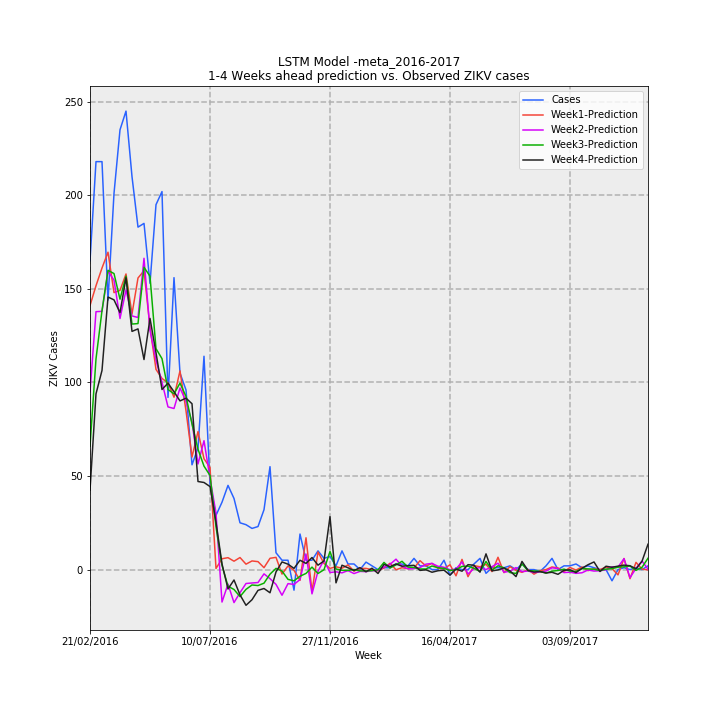 LSTM Model -meta_2016-2017
1-4 Weeks ahead prediction vs. Observed ZIKV cases
Cases
Week1-Prediction
Week2-Prediction
Week3-Prediction
Week4-Prediction
250
200
150
100
50
0
ZIKV Cases
21/02/2016
10/07/2016
27/11/2016
16/04/2017
03/09/2017
Week